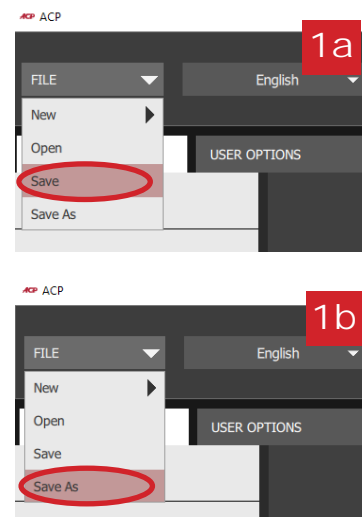 ACP ACP
1a
FILE English
New
Open
USER OPTIONS
Save
Save As
ACP ACP
1b
FILE English
New
Open
USER OPTIONS
Save
Save As